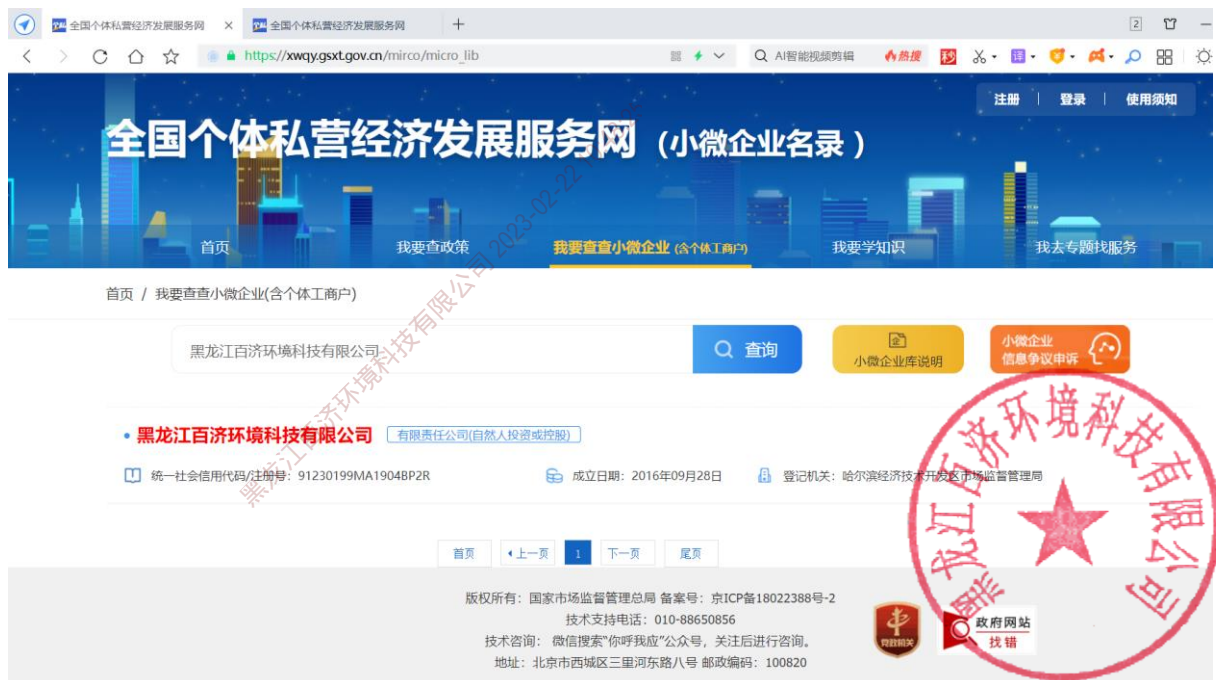 全国个体私营经济发展服务网
全国个体私营经济发展服务网
2
https://xwqy.gsxt.gov.cn/mirco/micro_lib
AI智能视频剪辑
热搜
秒
译
注册
登录
使用须知
全国个体私营经济发展服务网（小微企业名录）
首页
我要查政策
我要查查小微企业 (含个体工商户)
我要学知识
我去专题找服务
首页 / 我要查查小微企业(含个体工商户)
黑龙江百济环境科技有限公司
查询
小微企业库说明
小微企业
信息争议申诉
黑龙江百济环境科技有限公司
有限责任公司(自然人投资或控股)
统一社会信用代码/注册号：91230199MA1904BP2R
成立日期：2016年09月28日
登记机关：哈尔滨经济技术开发区市场监督管理局
首页
上一页
1
下一页
尾页
版权所有：国家市场监督管理总局 备案号：京ICP备18022388号-2
技术支持电话：010-88650856
技术咨询： 微信搜索“你呼我应”公众号，关注后进行咨询。
地址：北京市西城区三里河东路八号 邮政编码：100820
党政机关
政府网站
找错
黑龙江百济环境科技有限公司
黑龙江百济环境科技有限公司 2023-02-22